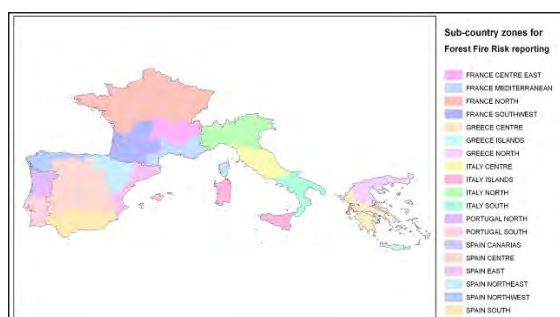 Sub-country zones for
Forest Fire Risk reporting
FRANCE CENTRE EAST
FRANCE MEDITERRANEAN
FRANCE NORTH
FRANCE SOUTHWEST
GREECE CENTRE
GREECE ISLANDS
GREECE NORTH
ITALY CENTRE
ITALY ISLANDS
ITALY NORTH
ITALY SOUTH
PORTUGAL NORTH
PORTUGAL SOUTH
SPAIN CANARIAS
SPAIN CENTRE
SPAIN EAST
SPAIN NORTHEAST
SPAIN NORTHWEST
SPAIN SOUTH